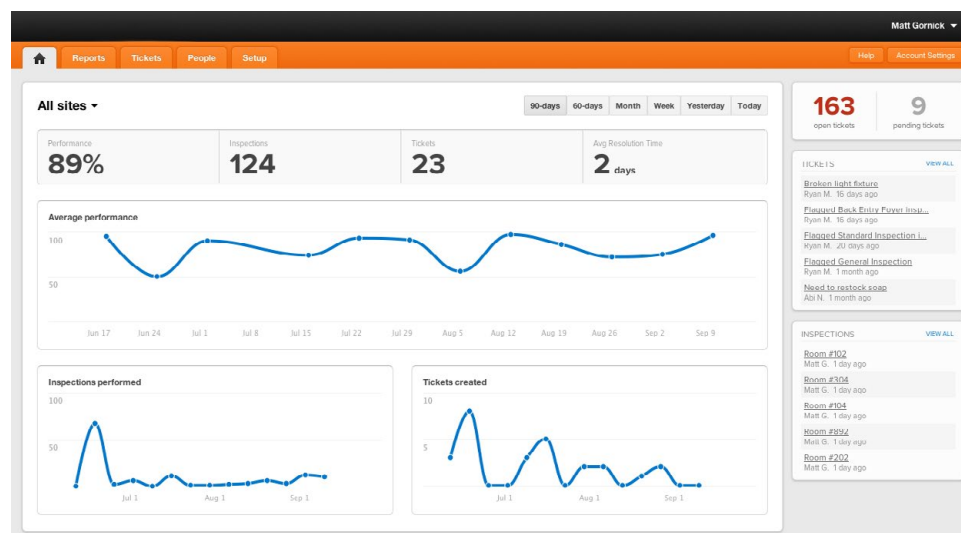 Matt Gornick
Reports Tickets People Setup Help Account Settings
All sites
90-days 60-days Month Week Yesterday Today
163 9
open tickets pending tickets
Performance Inspections Tickets Avg Resolution Time
89% 124 23 2 days
TICKETS VIEW ALL
Broken light fixture
Ryan M. 16 days ago
Flagged Back Entry Foyer Insp...
Ryan M. 16 days ago
Flagged Standard Inspection i...
Ryan M. 20 days ago
Flagged General Inspection
Ryan M. 1 month ago
Need to restock soap
Abi N. 1 month ago
Average performance
100
50
Jun 17 Jun 24 Jul 1 Jul 8 Jul 15 Jul 22 Jul 29 Aug 5 Aug 12 Aug 19 Aug 26 Sep 2 Sep 9
INSPECTIONS VIEW ALL
Room #102
Matt G. 1 day ago
Room #304
Matt G. 1 day ago
Room #104
Matt G. 1 day ago
Room #892
Matt G. 1 day ago
Room #202
Matt G. 1 day ago
Inspections performed
100
50
Jul 1 Aug 1 Sep 1
Tickets created
10
5
Jul 1 Aug 1 Sep 1